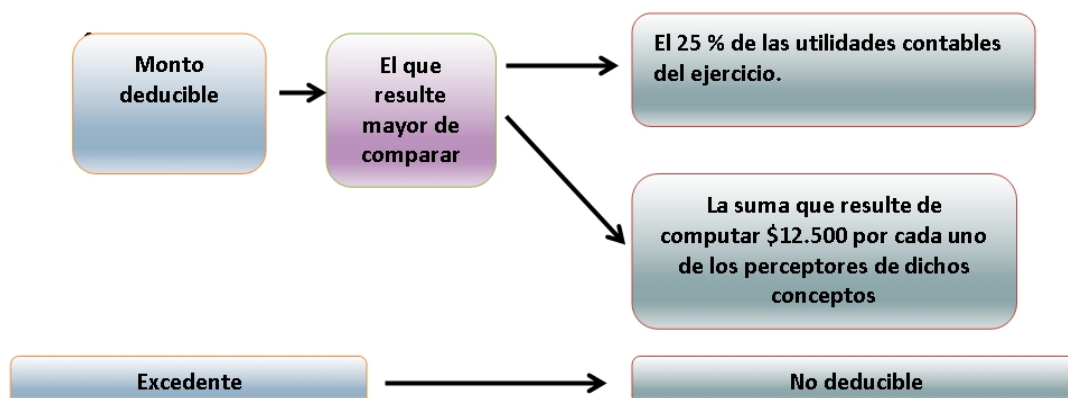 Monto
deducible
El que
resulte
mayor de
comparar
El 25 % de las utilidades contables
del ejercicio.
La suma que resulte de
computar $12.500 por cada uno
de los perceptores de dichos
conceptos
Excedente
No deducible